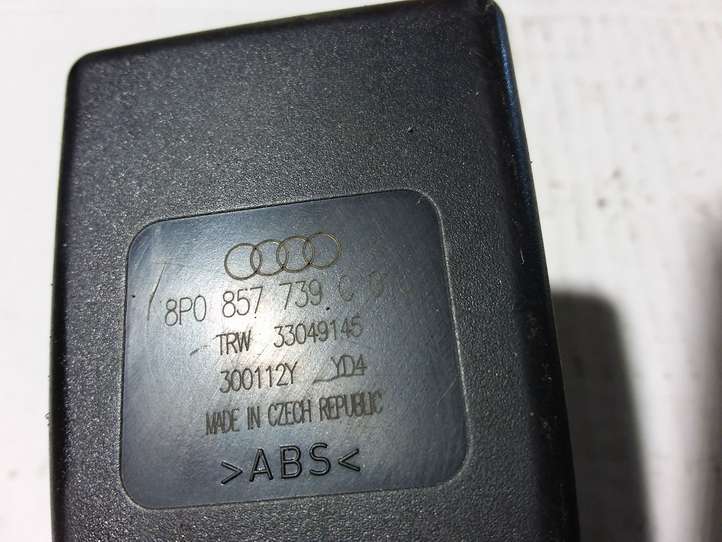 8P0 857 739 C
TRW 33049145
300112Y YD4
MADE IN CZECH REPUBLIC
>ABS<